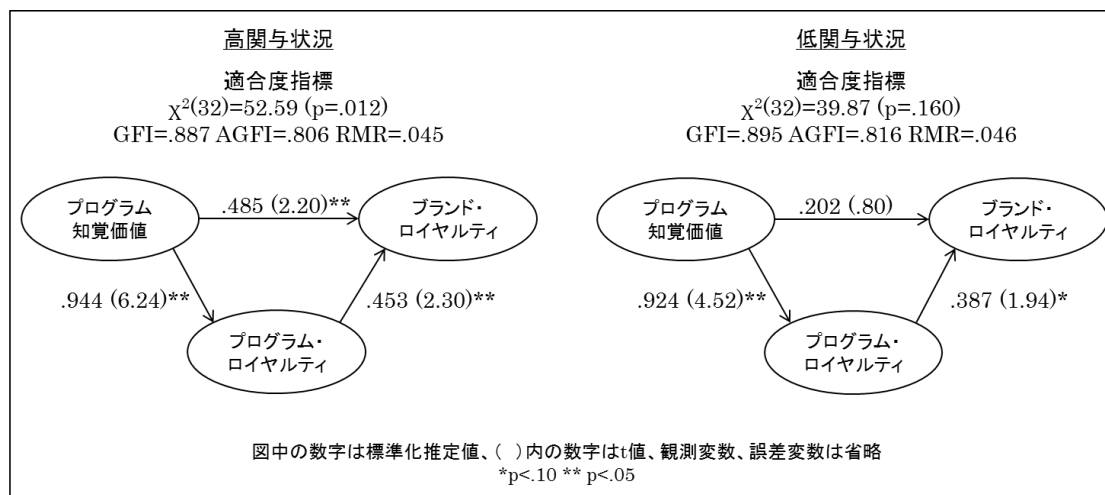 高関与状況
適合度指標
χ²(32)=52.59 (p=.012)
GFI=.887 AGFI=.806 RMR=.045
プログラム
知覚価値
.485 (2.20)**
ブランド・
ロイヤルティ
.944 (6.24)**
.453 (2.30)**
プログラム・
ロイヤルティ
低関与状況
適合度指標
χ²(32)=39.87 (p=.160)
GFI=.895 AGFI=.816 RMR=.046
プログラム
知覚価値
.202 (.80)
ブランド・
ロイヤルティ
.924 (4.52)**
.387 (1.94)*
プログラム・
ロイヤルティ
図中の数字は標準化推定値、( )内の数字はt値、観測変数、誤差変数は省略
*p<.10 ** p<.05